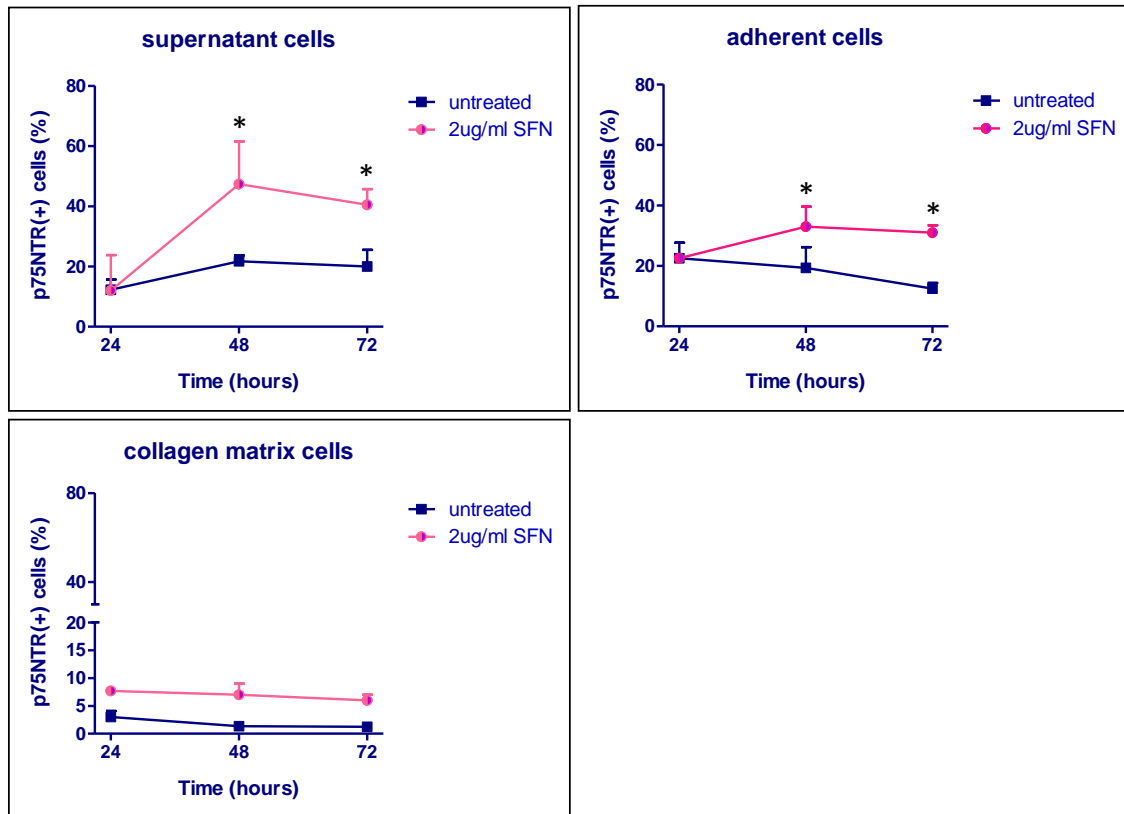 supernatant cells
80
60
40
20
0
p75NTR(+) cells (%)
*
*
untreated
2ug/ml SFN
24
48
72
Time (hours)
adherent cells
80
60
40
20
0
p75NTR(+) cells (%)
*
*
untreated
2ug/ml SFN
24
48
72
Time (hours)
collagen matrix cells
80
40
20
15
10
5
0
p75NTR(+) cells (%)
untreated
2ug/ml SFN
24
48
72
Time (hours)